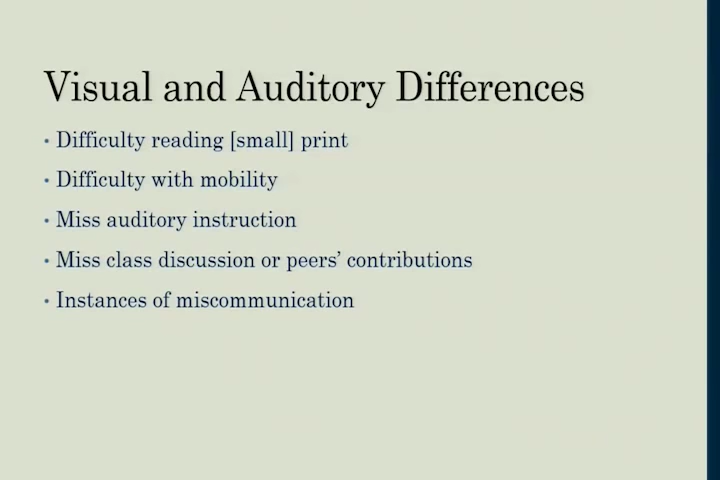 Visual and Auditory Differences
• Difficulty reading [small] print
• Difficulty with mobility
• Miss auditory instruction
• Miss class discussion or peers’ contributions
• Instances of miscommunication